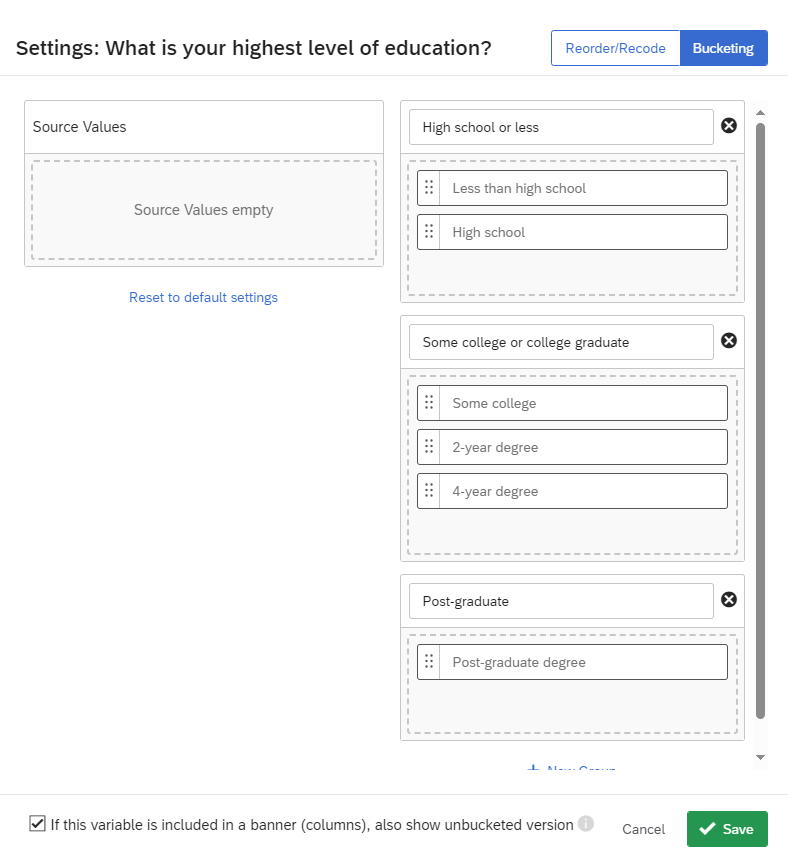 Settings: What is your highest level of education?
Reorder/Recode
Bucketing
Source Values
Source Values empty
Reset to default settings
High school or less
Less than high school
High school
Some college or college graduate
Some college
2-year degree
4-year degree
Post-graduate
Post-graduate degree
+ New Group
If this variable is included in a banner (columns), also show unbucketed version
Cancel
Save